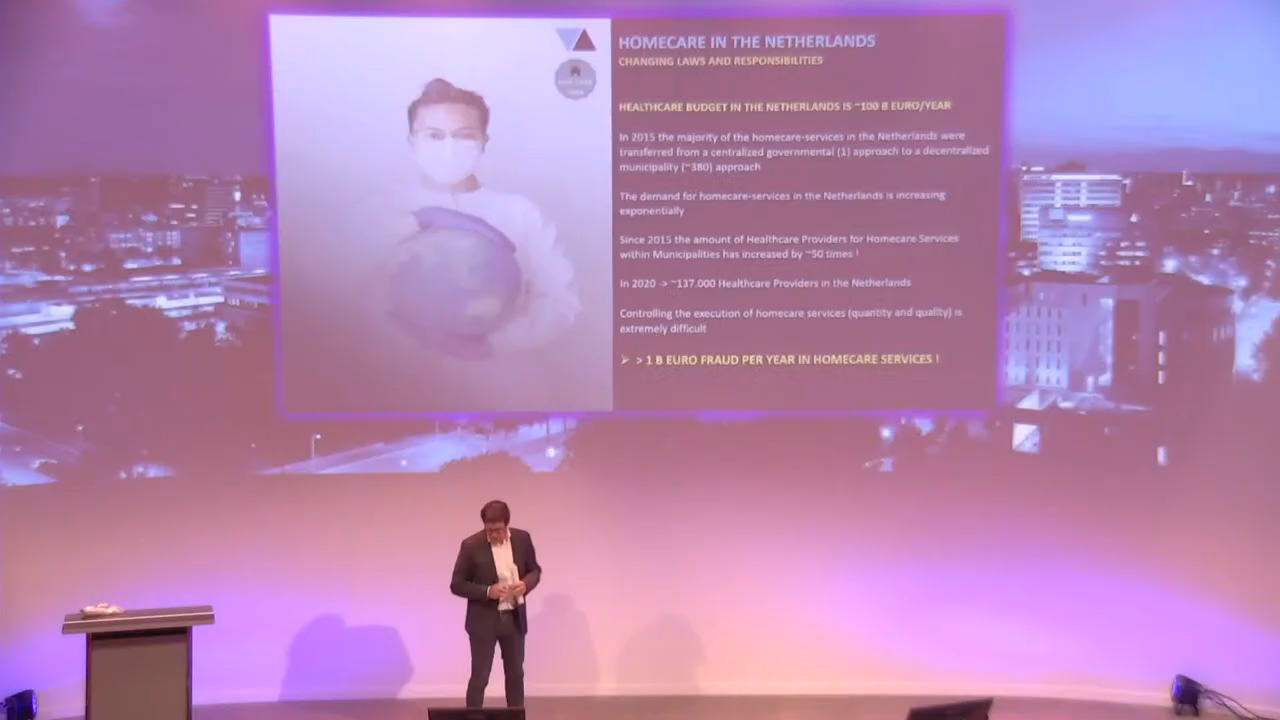 HOMECARE IN THE NETHERLANDS
CHANGING LAWS AND RESPONSIBILITIES
HEALTHCARE BUDGET IN THE NETHERLANDS IS ~100 B EURO/YEAR
In 2015 the majority of the homecare-services in the Netherlands were
transferred from a centralized governmental (1) approach to a decentralized
municipality (~380) approach
The demand for homecare-services in the Netherlands is increasing
exponentially
Since 2015 the amount of Healthcare Providers for Homecare Services
within Municipalities has increased by ~50 times !
In 2020 -> ~137.000 Healthcare Providers in the Netherlands
Controlling the execution of homecare services (quantity and quality) is
extremely difficult
➢ > 1 B EURO FRAUD PER YEAR IN HOMECARE SERVICES !